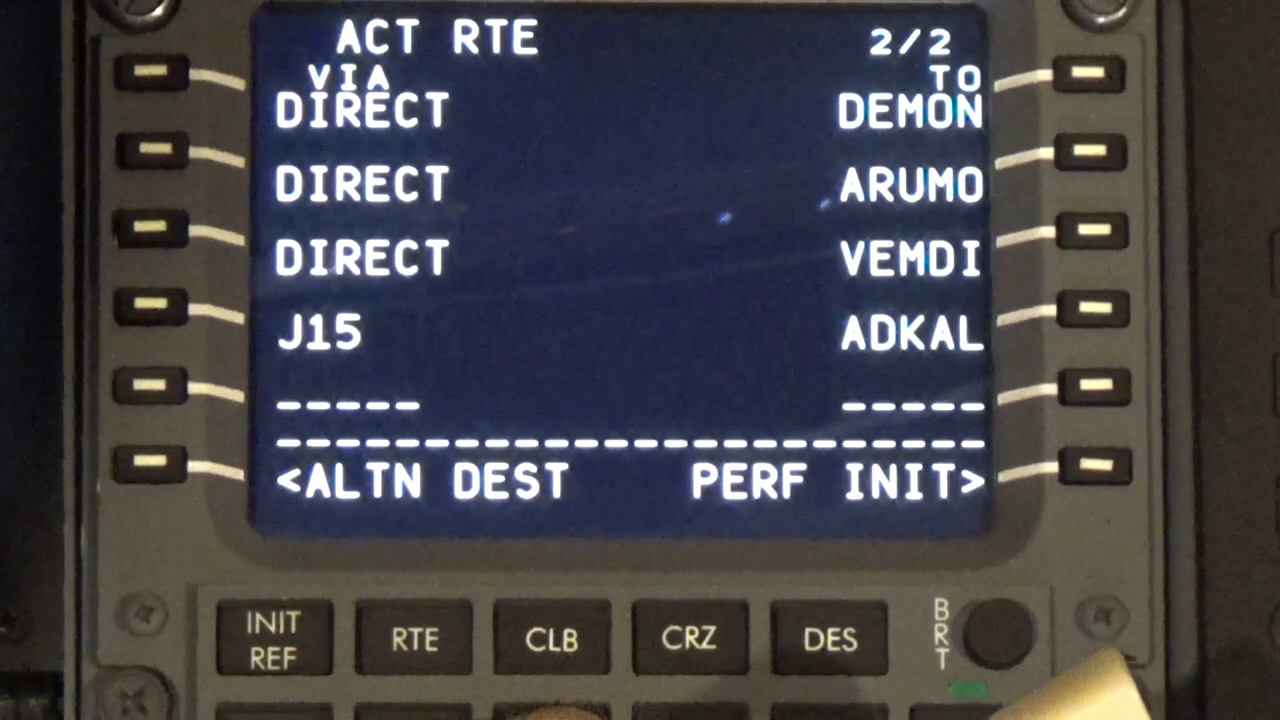 ACT RTE 2/2
VIA TO
DIRECT DEMON
DIRECT ARUMO
DIRECT VEMDI
J15 ADKAL
----- -----
------------------------
<ALTN DEST PERF INIT>
INIT REF RTE CLB CRZ DES BRT